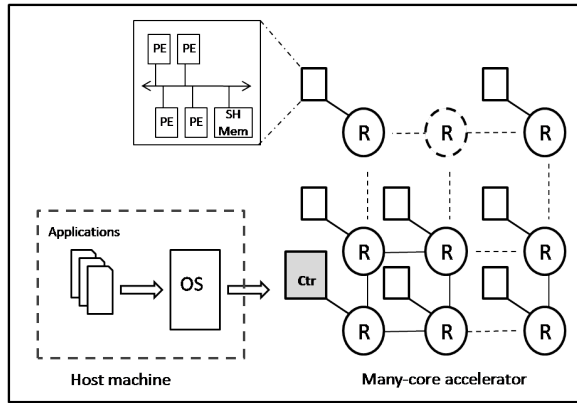 PE PE
PE PE SH
Mem
R R R
Applications
OS
R R R
Ctr
R R R
Host machine
Many-core accelerator